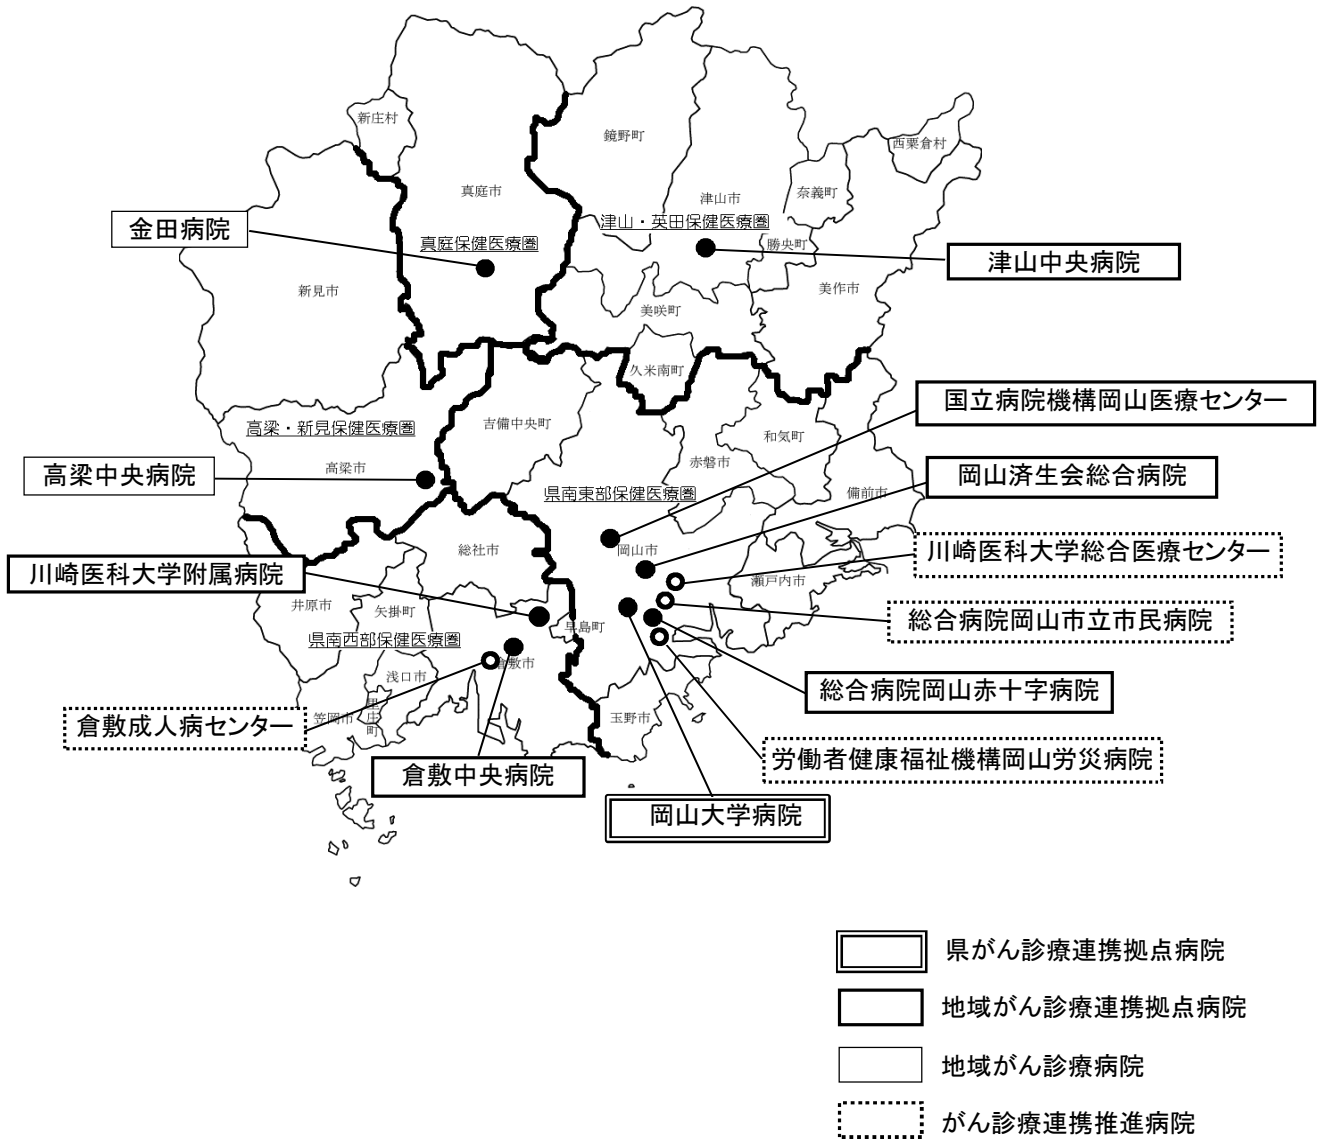 新庄村
鏡野町
西粟倉村
真庭市
津山市
奈義町
金田病院
真庭保健医療圏
津山・英田保健医療圏
勝央町
津山中央病院
新見市
美作市
美咲町
久米南町
国立病院機構岡山医療センター
吉備中央町
高梁・新見保健医療圏
和気町
赤磐市
高梁中央病院
高梁市
岡山済生会総合病院
県南東部保健医療圏
備前市
総社市
岡山市
川崎医科大学総合医療センター
川崎医科大学附属病院
瀬戸内市
井原市
矢掛町
総合病院岡山市立市民病院
早島町
県南西部保健医療圏
倉敷市
浅口市
総合病院岡山赤十字病院
里庄町
笠岡市
玉野市
倉敷成人病センター
労働者健康福祉機構岡山労災病院
倉敷中央病院
岡山大学病院
県がん診療連携拠点病院
地域がん診療連携拠点病院
地域がん診療病院
がん診療連携推進病院